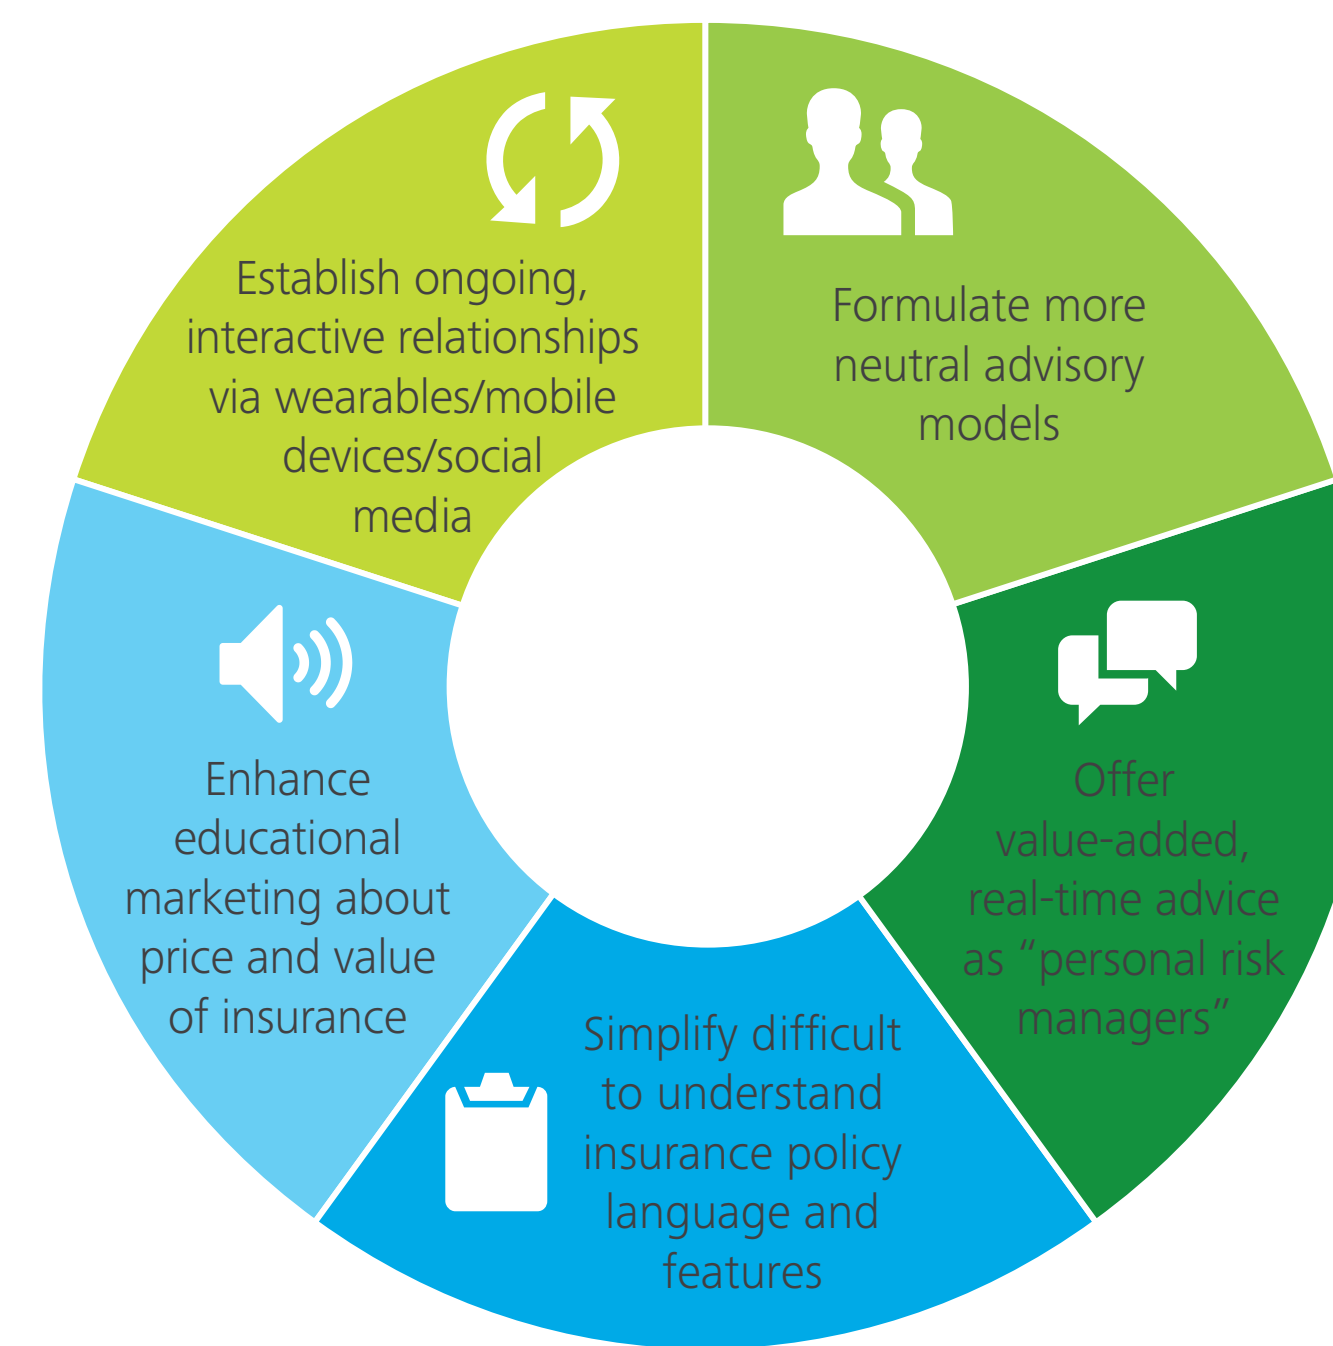 Establish ongoing,
interactive relationships
via wearables/mobile
devices/social
media
Formulate more
neutral advisory
models
Offer
value-added,
real-time advice
as “personal risk
managers”
Simplify difficult
to understand
insurance policy
language and
features
Enhance
educational
marketing about
price and value
of insurance